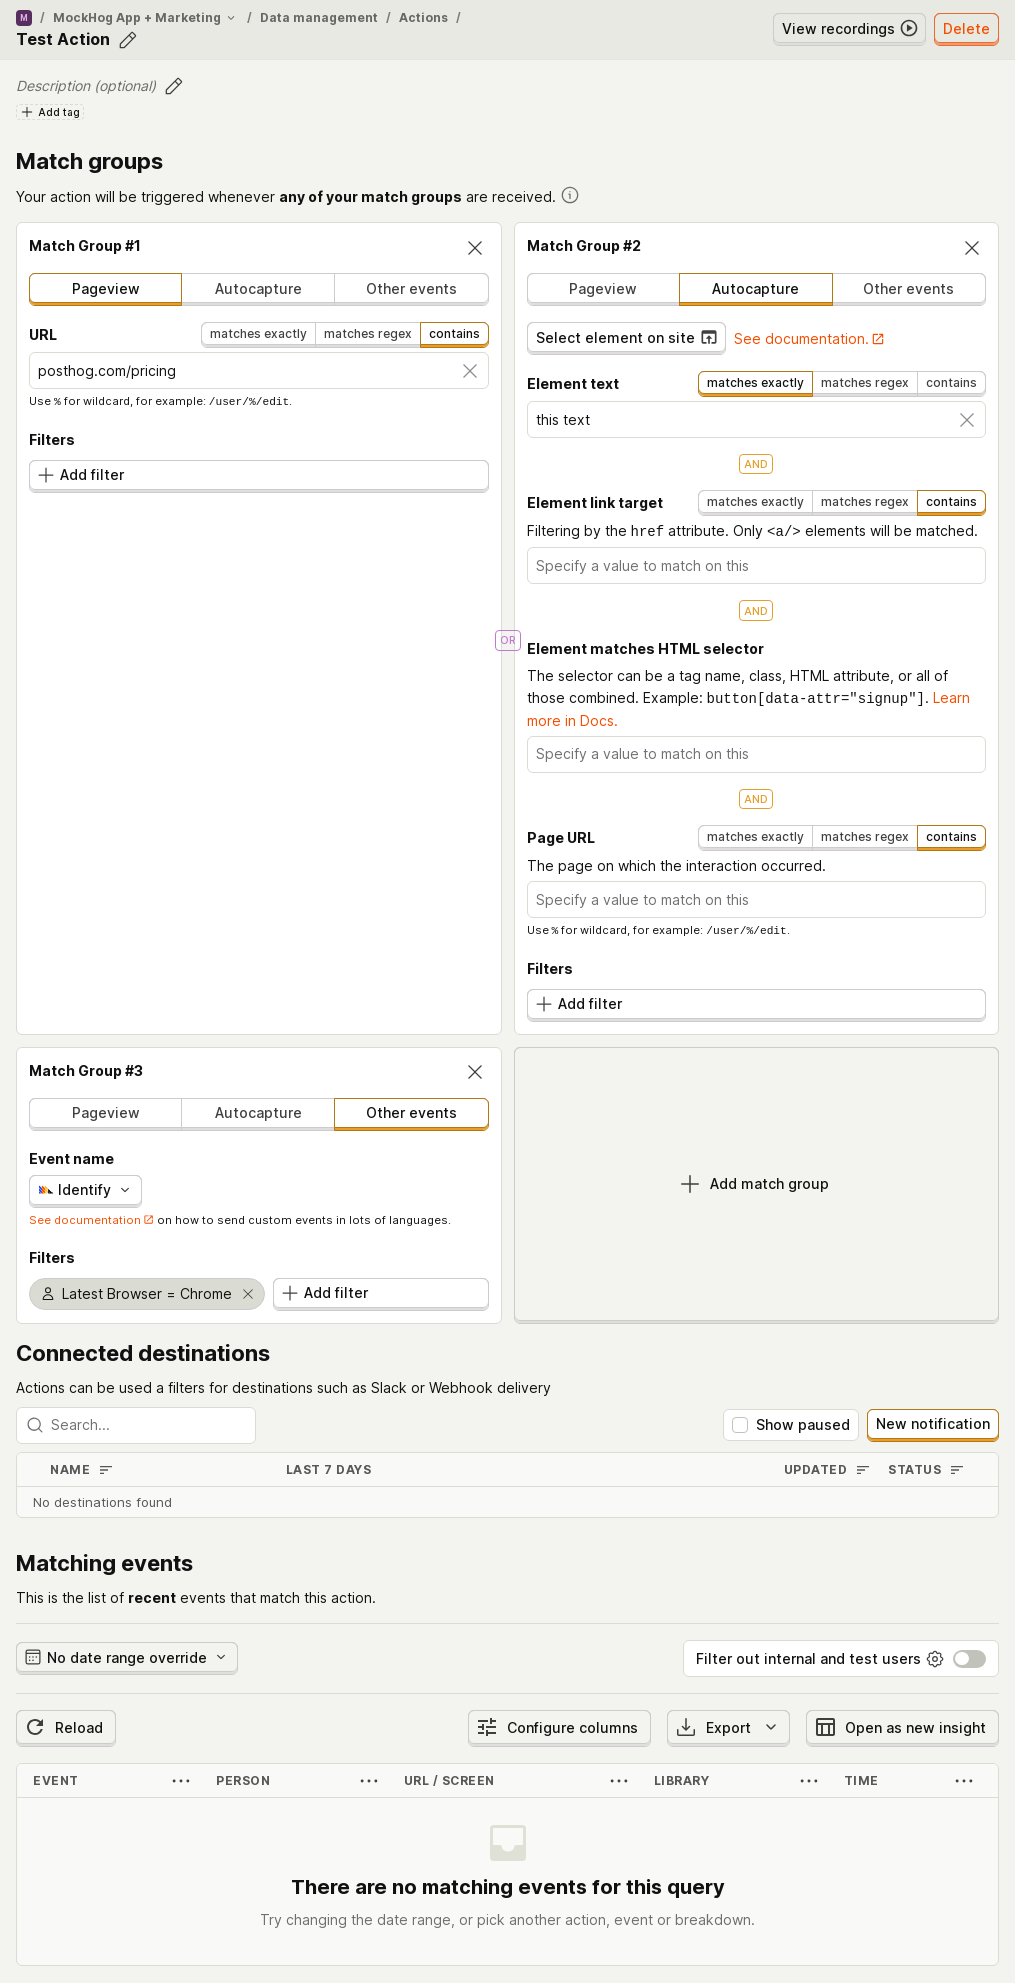 M / MockHog App + Marketing / Data management / Actions /
Test Action
View recordings
Delete
Description (optional)
Add tag
Match groups
Your action will be triggered whenever any of your match groups are received.
Match Group #1
Pageview Autocapture Other events
URL matches exactly matches regex contains
posthog.com/pricing
Use % for wildcard, for example: /user/%/edit.
Filters
Add filter
OR
Match Group #2
Pageview Autocapture Other events
Select element on site See documentation.
Element text matches exactly matches regex contains
this text
AND
Element link target matches exactly matches regex contains
Filtering by the href attribute. Only <a/> elements will be matched.
Specify a value to match on this
AND
Element matches HTML selector
The selector can be a tag name, class, HTML attribute, or all of
those combined. Example: button[data-attr="signup"]. Learn
more in Docs.
Specify a value to match on this
AND
Page URL matches exactly matches regex contains
The page on which the interaction occurred.
Specify a value to match on this
Use % for wildcard, for example: /user/%/edit.
Filters
Add filter
Match Group #3
Pageview Autocapture Other events
Event name
Identify
See documentation on how to send custom events in lots of languages.
Filters
Latest Browser = Chrome Add filter
Add match group
Connected destinations
Actions can be used a filters for destinations such as Slack or Webhook delivery
Search... Show paused New notification
NAME LAST 7 DAYS UPDATED STATUS
No destinations found
Matching events
This is the list of recent events that match this action.
No date range override Filter out internal and test users
Reload Configure columns Export Open as new insight
EVENT PERSON URL / SCREEN LIBRARY TIME
There are no matching events for this query
Try changing the date range, or pick another action, event or breakdown.